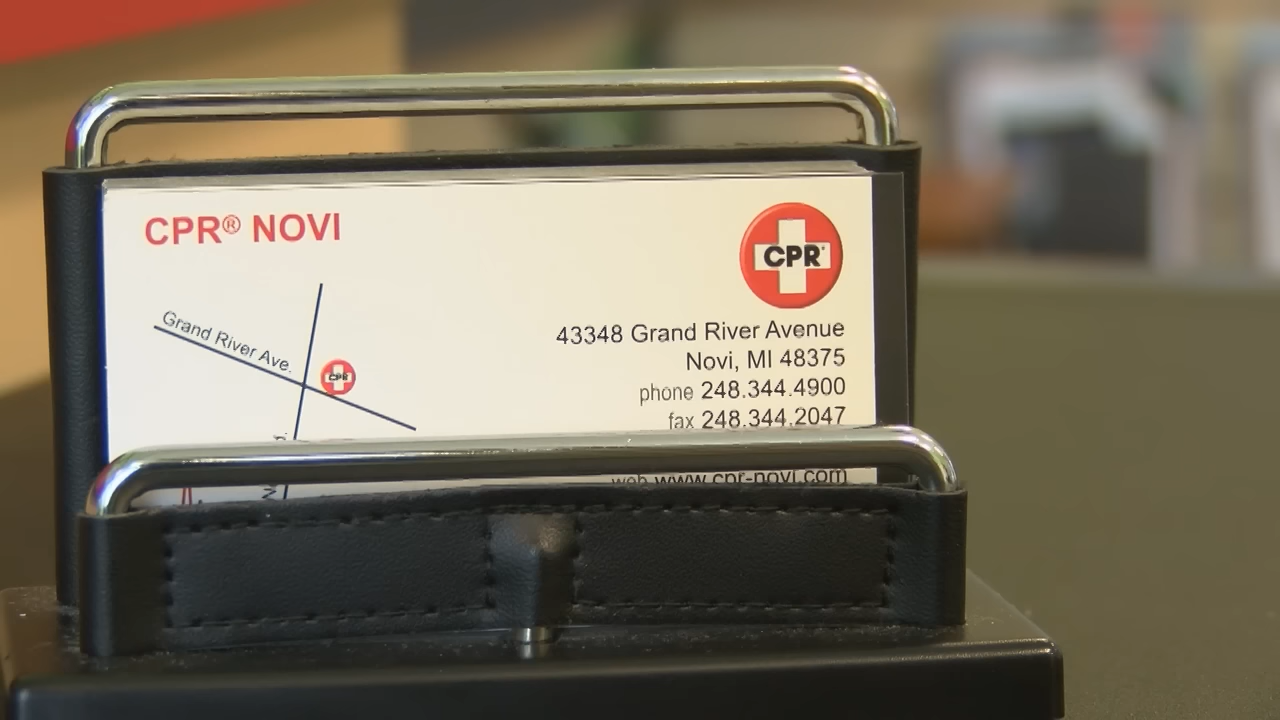 CPR® NOVI
CPR
43348 Grand River Avenue
Novi, MI 48375
phone 248.344.4900
fax 248.344.2047
web www.cpr-novi.com
Grand River Ave.
CPR